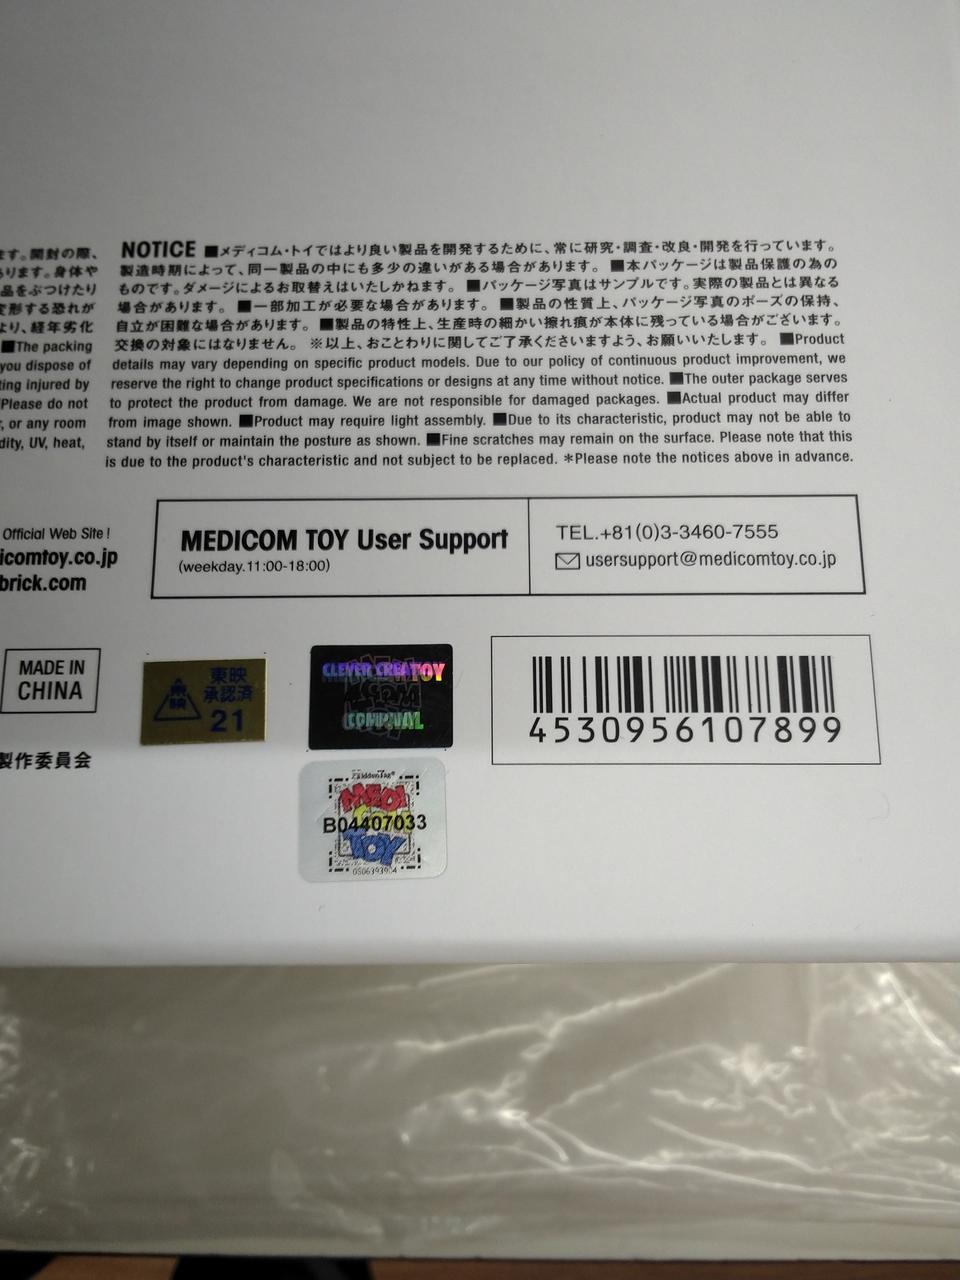 ます。開封の際、
あります。身体や
品をぶつけたり
変形する恐れが
より、経年劣化
■The packing
you dispose of
ting injured by
Please do not
, or any room
dity, UV, heat,
NOTICE ■メディコム・トイではより良い製品を開発するために、常に研究・調査・改良・開発を行っています。
製造時期によって、同一製品の中にも多少の違いがある場合があります。 ■本パッケージは製品保護の為の
ものです。ダメージによるお取替えはいたしかねます。 ■パッケージ写真はサンプルです。実際の製品とは異なる
場合があります。 ■一部加工が必要な場合があります。 ■製品の性質上、パッケージ写真のポーズの保持、
自立が困難な場合があります。 ■製品の特性上、生産時の細かい擦れ痕が本体に残っている場合がございます。
交換の対象にはなりません。 ※以上、おことわりに関してご了承くださいますよう、お願いいたします。 ■Product
details may vary depending on specific product models. Due to our policy of continuous product improvement, we
reserve the right to change product specifications or designs at any time without notice. ■The outer package serves
to protect the product from damage. We are not responsible for damaged packages. ■Actual product may differ
from image shown. ■Product may require light assembly. ■Due to its characteristic, product may not be able to
stand by itself or maintain the posture as shown. ■Fine scratches may remain on the surface. Please note that this
is due to the product's characteristic and not subject to be replaced. ＊Please note the notices above in advance.
Official Web Site !
icomtoy.co.jp
brick.com
MEDICOM TOY User Support
(weekday.11:00-18:00)
TEL.+81(0)3-3460-7555
usersupport@medicomtoy.co.jp
MADE IN
CHINA
東映
東映
承認済
21
CLEVER CREATOY
4530956107899
製作委員会
MEDI
COM
TOY
B04407033